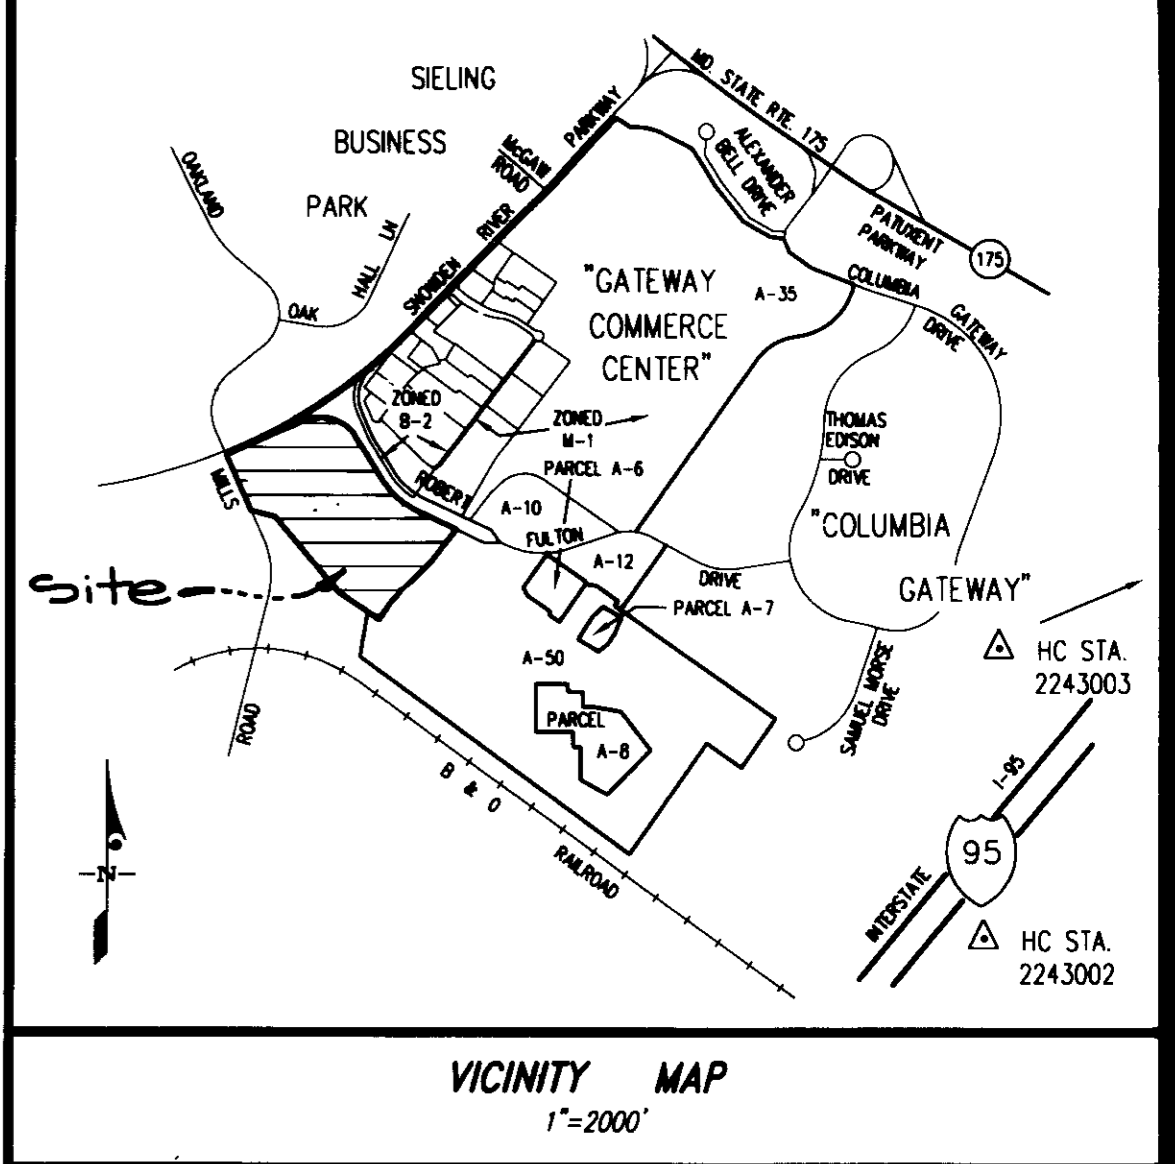 SIELING
BUSINESS
PARK
MD. STATE RTE. 175
McGAW
ROAD
PARKWAY
ALEXANDER
BELL DRIVE
OAKLAND
HALL LN
RIVER
PATUXENT
PARKWAY
175
SNOWDEN
"GATEWAY
COMMERCE
CENTER"
A-35
COLUMBIA
GATEWAY
DRIVE
OAK
ZONED
B-2
ZONED
M-1
THOMAS
EDISON
DRIVE
PARCEL A-6
MILLS
ROBERT
A-10
FULTON
"COLUMBIA
GATEWAY"
A-12
DRIVE
Site
PARCEL A-7
A-50
HC STA.
2243003
SAMUEL MORSE
DRIVE
ROAD
PARCEL
A-8
B & O
RAILROAD
I-95
95
INTERSTATE
N
HC STA.
2243002
VICINITY MAP
1"=2000'